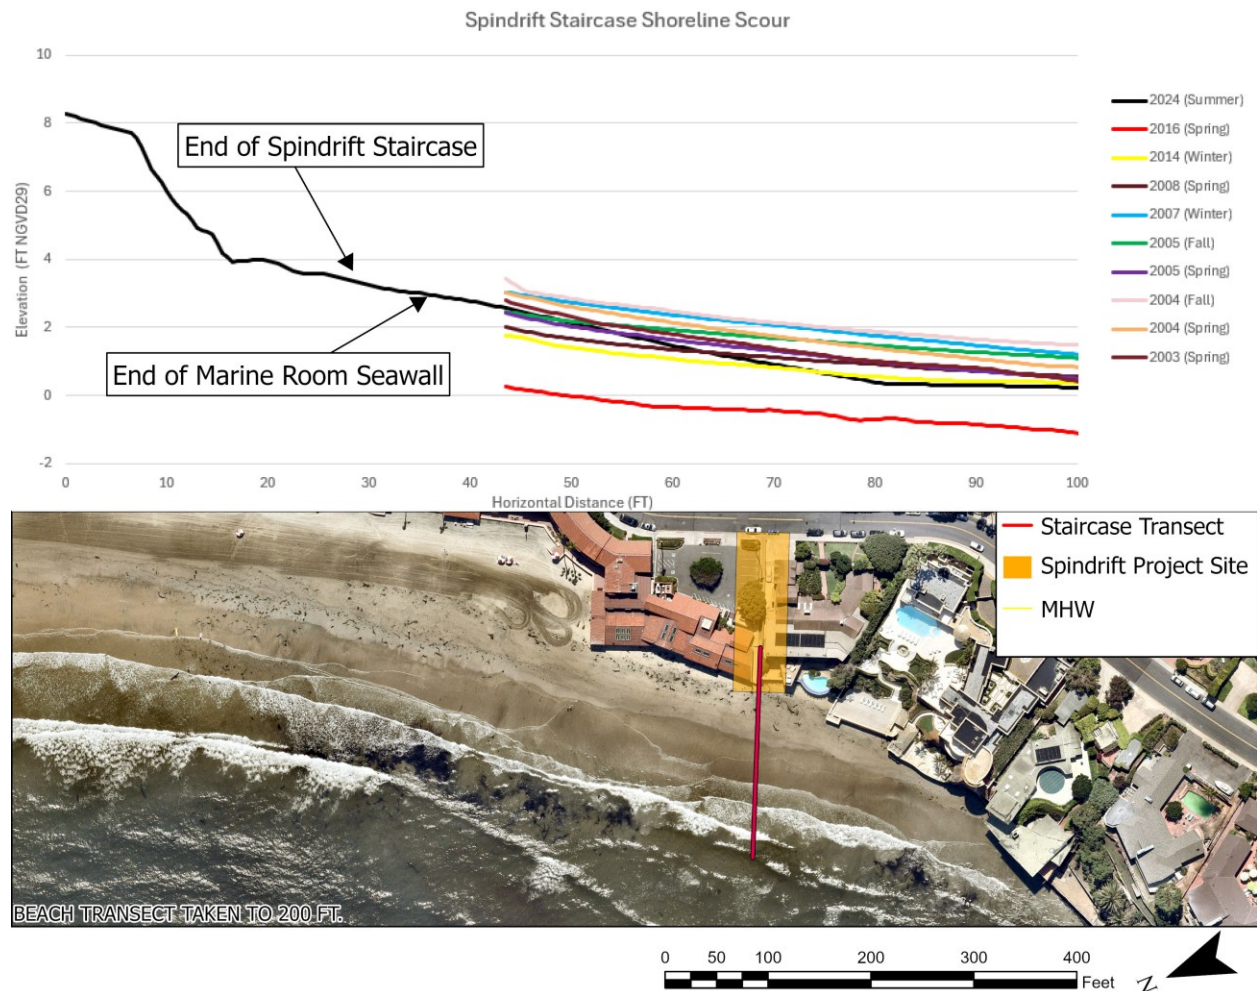 Spindrift Staircase Shoreline Scour
10
8
6
4
2
0
-2
Elevation (FT NGVD29)
End of Spindrift Staircase
End of Marine Room Seawall
2024 (Summer)
2016 (Spring)
2014 (Winter)
2008 (Spring)
2007 (Winter)
2005 (Fall)
2005 (Spring)
2004 (Fall)
2004 (Spring)
2003 (Spring)
0 10 20 30 40 50 60 70 80 90 100
Horizontal Distance (FT)
Staircase Transect
Spindrift Project Site
MHW
BEACH TRANSECT TAKEN TO 200 FT.
0 50 100 200 300 400
Feet
N